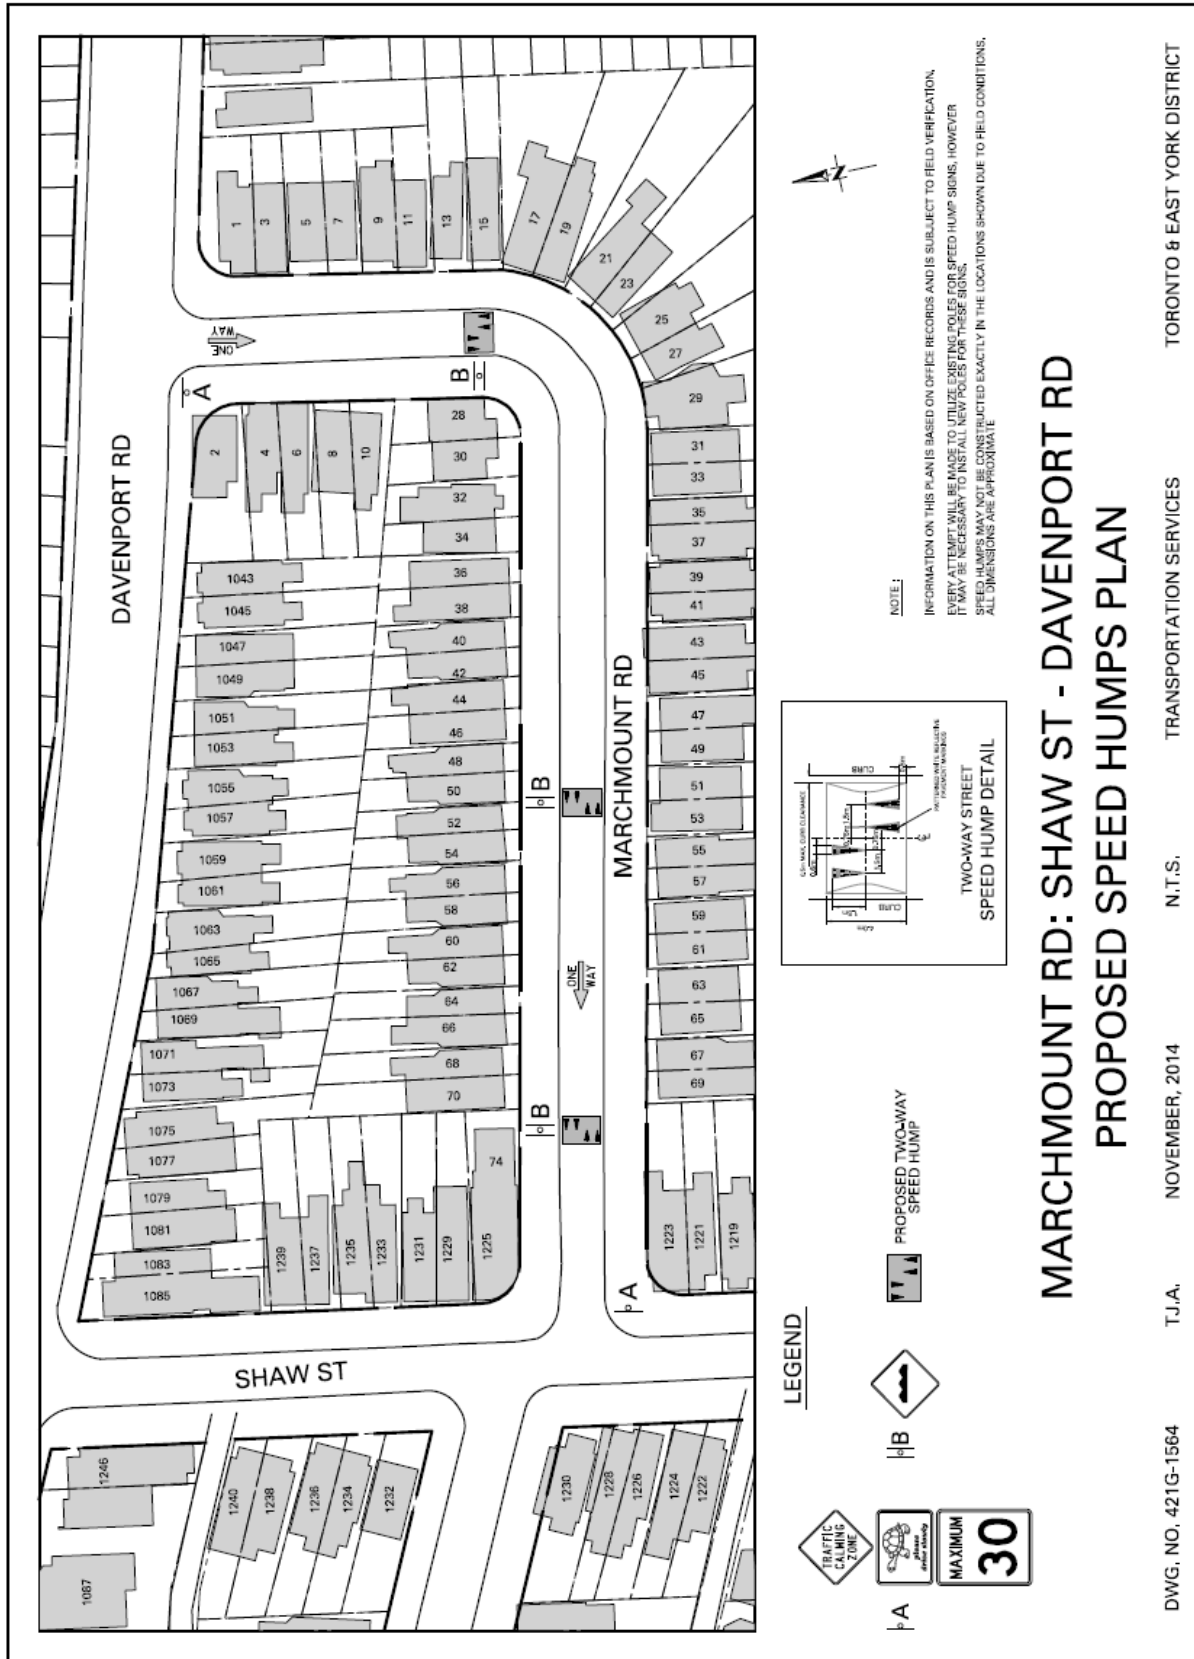 DAVENPORT RD
MARCHMOUNT RD
SHAW ST
ONE
WAY
ONE
WAY
A
B
B
B
A
1
3
5
7
9
11
13
15
17
19
21
23
25
27
29
31
33
35
37
39
41
43
45
47
49
51
53
55
57
59
61
63
65
67
69
2
4
6
8
10
28
30
32
34
36
38
40
42
44
46
48
50
52
54
56
58
60
62
64
66
68
70
74
1043
1045
1047
1049
1051
1053
1055
1057
1059
1061
1063
1065
1067
1069
1071
1073
1075
1077
1079
1081
1083
1085
1087
1239
1237
1235
1233
1231
1229
1225
1223
1221
1219
1246
1240
1238
1236
1234
1232
1230
1228
1226
1224
1222
N
LEGEND
A
TRAFFIC
CALMING
ZONE
please
drive slowly
MAXIMUM
30
B
PROPOSED TWO-WAY
SPEED HUMP
CURB
CURB
TWO-WAY STREET
SPEED HUMP DETAIL
NOTE:
INFORMATION ON THIS PLAN IS BASED ON OFFICE RECORDS AND IS SUBJECT TO FIELD VERIFICATION.
EVERY ATTEMPT WILL BE MADE TO UTILIZE EXISTING POLES FOR SPEED HUMP SIGNS, HOWEVER
IT MAY BE NECESSARY TO INSTALL NEW POLES FOR THESE SIGNS.
SPEED HUMPS MAY NOT BE CONSTRUCTED EXACTLY IN THE LOCATIONS SHOWN DUE TO FIELD CONDITIONS.
ALL DIMENSIONS ARE APPROXIMATE
MARCHMOUNT RD: SHAW ST - DAVENPORT RD
PROPOSED SPEED HUMPS PLAN
DWG. NO. 421G-1564
T.J.A.
NOVEMBER, 2014
N.T.S.
TRANSPORTATION SERVICES
TORONTO & EAST YORK DISTRICT